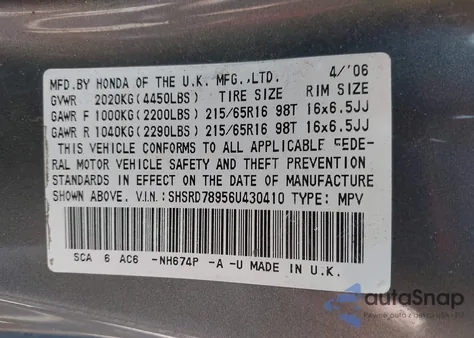 MFD.BY HONDA OF THE U.K. MFG.,LTD. 4/'06
GVWR 2020KG(4450LBS) TIRE SIZE RIM SIZE
GAWR F 1000KG(2200LBS) 215/65R16 98T 16x6.5JJ
GAWR R 1040KG(2290LBS) 215/65R16 98T 16x6.5JJ
THIS VEHICLE CONFORMS TO ALL APPLICABLE FEDE-
RAL MOTOR VEHICLE SAFETY AND THEFT PREVENTION
STANDARDS IN EFFECT ON THE DATE OF MANUFACTURE
SHOWN ABOVE. V.I.N.:SHSRD78956U430410 TYPE: MPV
SCA 6 AC6 -NH674P -A -U MADE IN U.K.
autoSnap